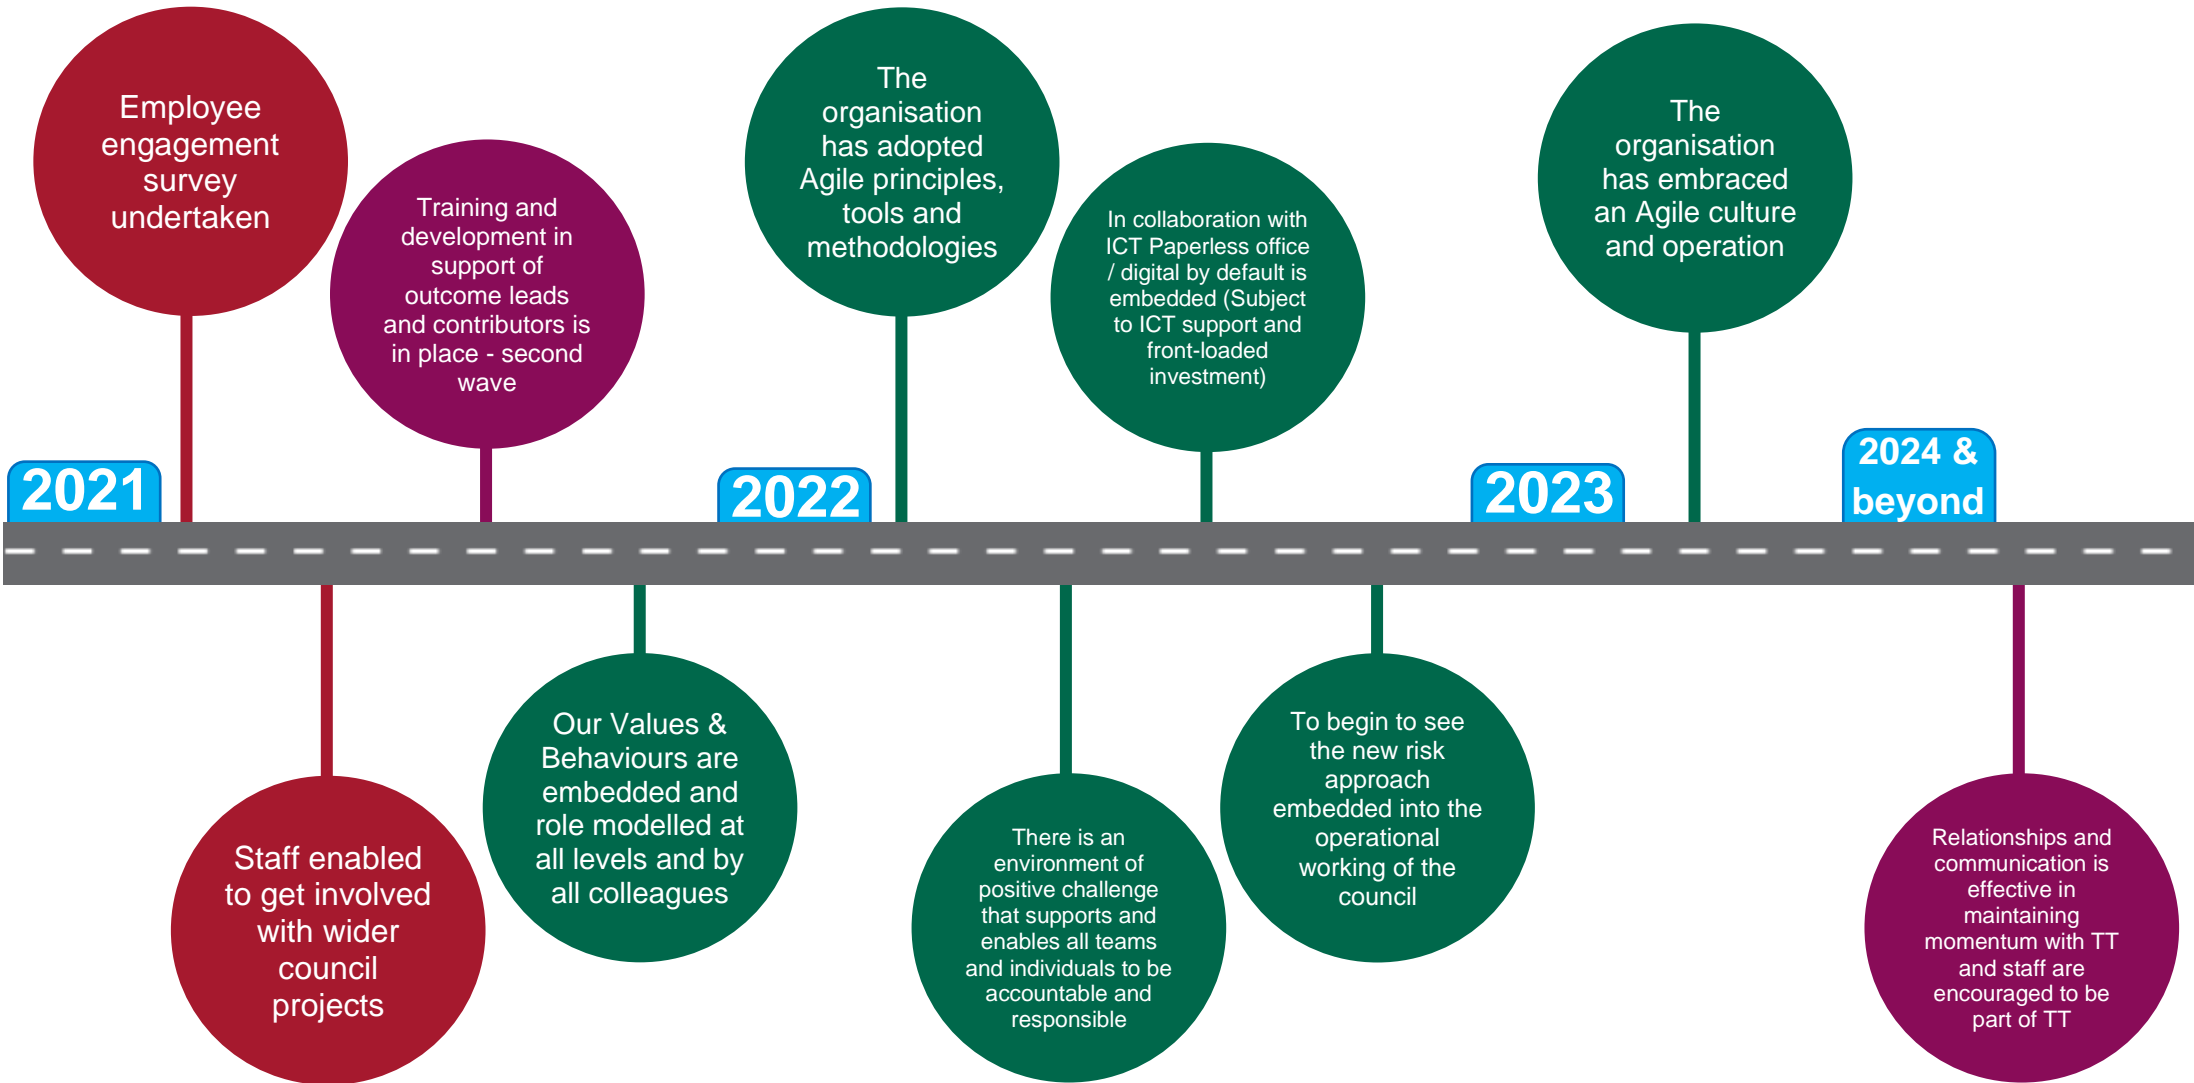 Employee
engagement
survey
undertaken
Training and
development in
support of
outcome leads
and contributors is
in place - second
wave
The
organisation
has adopted
Agile principles,
tools and
methodologies
In collaboration with
ICT Paperless office
/ digital by default is
embedded (Subject
to ICT support and
front-loaded
investment)
The
organisation
has embraced
an Agile culture
and operation
2021
2022
2023
2024 &
beyond
Staff enabled
to get involved
with wider
council
projects
Our Values &
Behaviours are
embedded and
role modelled at
all levels and by
all colleagues
There is an
environment of
positive challenge
that supports and
enables all teams
and individuals to be
accountable and
responsible
To begin to see
the new risk
approach
embedded into the
operational
working of the
council
Relationships and
communication is
effective in
maintaining
momentum with TT
and staff are
encouraged to be
part of TT